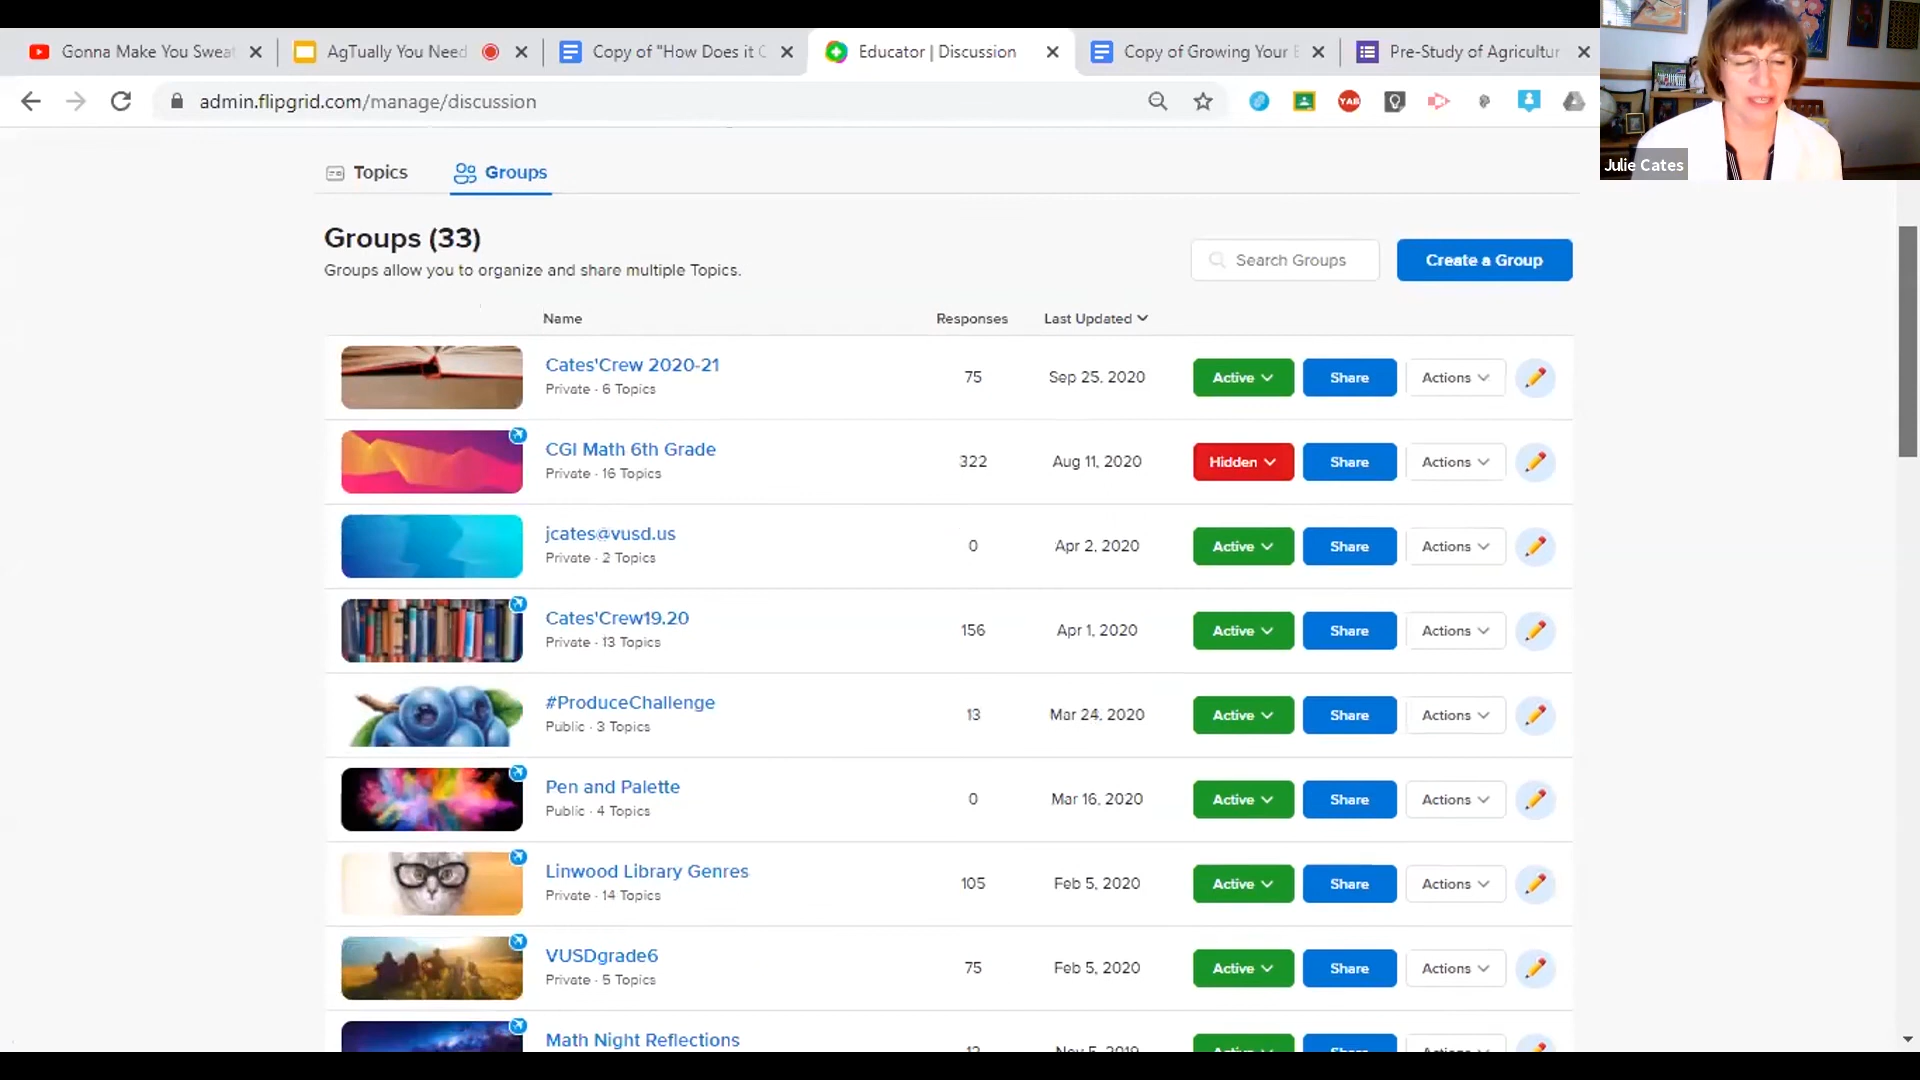 Gonna Make You Sweat
AgTually You Need
Copy of "How Does it C
Educator | Discussion
Copy of Growing Your E
Pre-Study of Agricultur
admin.flipgrid.com/manage/discussion
YAB
Julie Cates
Topics
Groups
Groups (33)
Groups allow you to organize and share multiple Topics.
Search Groups
Create a Group
Name Responses Last Updated
Cates'Crew 2020-21
Private · 6 Topics
75 Sep 25, 2020 Active Share Actions
CGI Math 6th Grade
Private · 16 Topics
322 Aug 11, 2020 Hidden Share Actions
jcates@vusd.us
Private · 2 Topics
0 Apr 2, 2020 Active Share Actions
Cates'Crew19.20
Private · 13 Topics
156 Apr 1, 2020 Active Share Actions
#ProduceChallenge
Public · 3 Topics
13 Mar 24, 2020 Active Share Actions
Pen and Palette
Public · 4 Topics
0 Mar 16, 2020 Active Share Actions
Linwood Library Genres
Private · 14 Topics
105 Feb 5, 2020 Active Share Actions
VUSDgrade6
Private · 5 Topics
75 Feb 5, 2020 Active Share Actions
Math Night Reflections
Nov 5, 2019 Active Share Actions